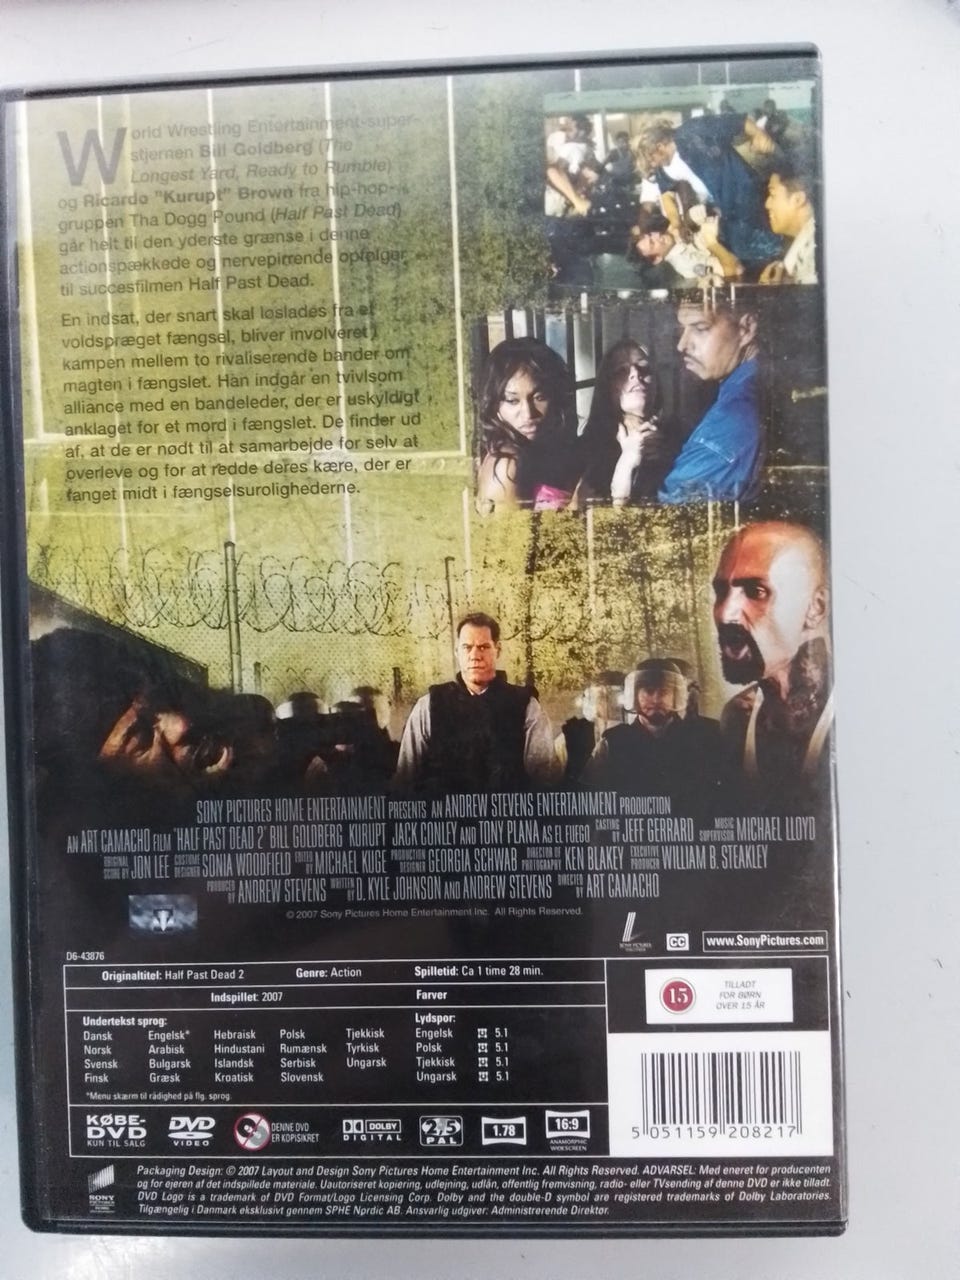 World Wrestling Entertainment-super-
stjernen Bill Goldberg (The
Longest Yard, Ready to Rumble)
og Ricardo "Kurupt" Brown fra hip-hop-
gruppen Tha Dogg Pound (Half Past Dead)
går helt til den yderste grænse i denne
actionspækkede og nervepirrende opfølger
til succesfilmen Half Past Dead.
En indsat, der snart skal løslades fra et
voldspræget fængsel, bliver involveret i
kampen mellem to rivaliserende bander om
magten i fængslet. Han indgår en tvivlsom
alliance med en bandeleder, der er uskyldigt
anklaget for et mord i fængslet. De finder ud
af, at de er nødt til at samarbejde for selv at
overleve og for at redde deres kære, der er
fanget midt i fængselsurolighederne.
SONY PICTURES HOME ENTERTAINMENT PRESENTS AN ANDREW STEVENS ENTERTAINMENT PRODUCTION
AN ART CAMACHO FILM "HALF PAST DEAD 2" BILL GOLDBERG KURUPT JACK CONLEY AND TONY PLANA AS EL FUEGO CASTING BY JEFF GERRARD MUSIC SUPERVISION MICHAEL LLOYD
ORIGINAL SCORE BY JON LEE COSTUME DESIGNER SONIA WOODFIELD EDITED BY MICHAEL KUGE PRODUCTION DESIGNER GEORGIA SCHWAB DIRECTOR OF PHOTOGRAPHY KEN BLAKEY EXECUTIVE PRODUCER WILLIAM B. STEAKLEY
PRODUCED BY ANDREW STEVENS WRITTEN BY D. KYLE JOHNSON AND ANDREW STEVENS DIRECTED BY ART CAMACHO
© 2007 Sony Pictures Home Entertainment Inc. All Rights Reserved.
SONY PICTURES
CC
www.SonyPictures.com
D6-43876
Originaltitel: Half Past Dead 2 Genre: Action Spilletid: Ca 1 time 28 min.
Indspillet: 2007 Farver
Undertekst sprog: Lydspor:
Dansk Engelsk* Hebraisk Polsk Tjekkisk Engelsk 5.1
Norsk Arabisk Hindustani Rumænsk Tyrkisk Polsk 5.1
Svensk Bulgarsk Islandsk Serbisk Ungarsk Tjekkisk 5.1
Finsk Græsk Kroatisk Slovensk Ungarsk 5.1
*Menu skærm til rådighed på flg. sprog.
15
TILLADT
FOR BØRN
OVER 15 ÅR
5 051159 208217
KØBE-
DVD
KUN TIL SALG
DVD
VIDEO
DENNE DVD
ER KOPISIKRET
DOLBY
DIGITAL
2 5
PAL
1.78
16:9
ANAMORPHIC
WIDESCREEN
SONY
PICTURES
Packaging Design: © 2007 Layout and Design Sony Pictures Home Entertainment Inc. All Rights Reserved. ADVARSEL: Med eneret for producenten
og for ejeren af det indspillede materiale. Uautoriseret kopiering, udlejning, udlån, offentlig fremvisning, radio- eller TVsending af denne DVD er ikke tilladt.
DVD Logo is a trademark of DVD Format/Logo Licensing Corp. Dolby and the double-D symbol are registered trademarks of Dolby Laboratories.
Tilgængelig i Danmark eksklusivt gennem SPHE Nordic AB. Ansvarlig udgiver: Administrerende Direktør.